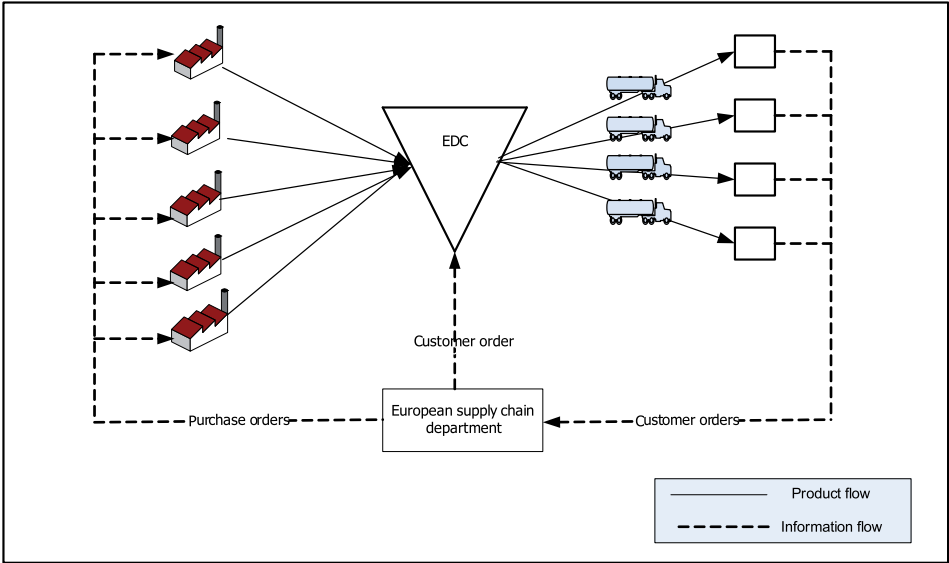 EDC
Customer order
European supply chain
department
Purchase orders
Customer orders
Product flow
Information flow